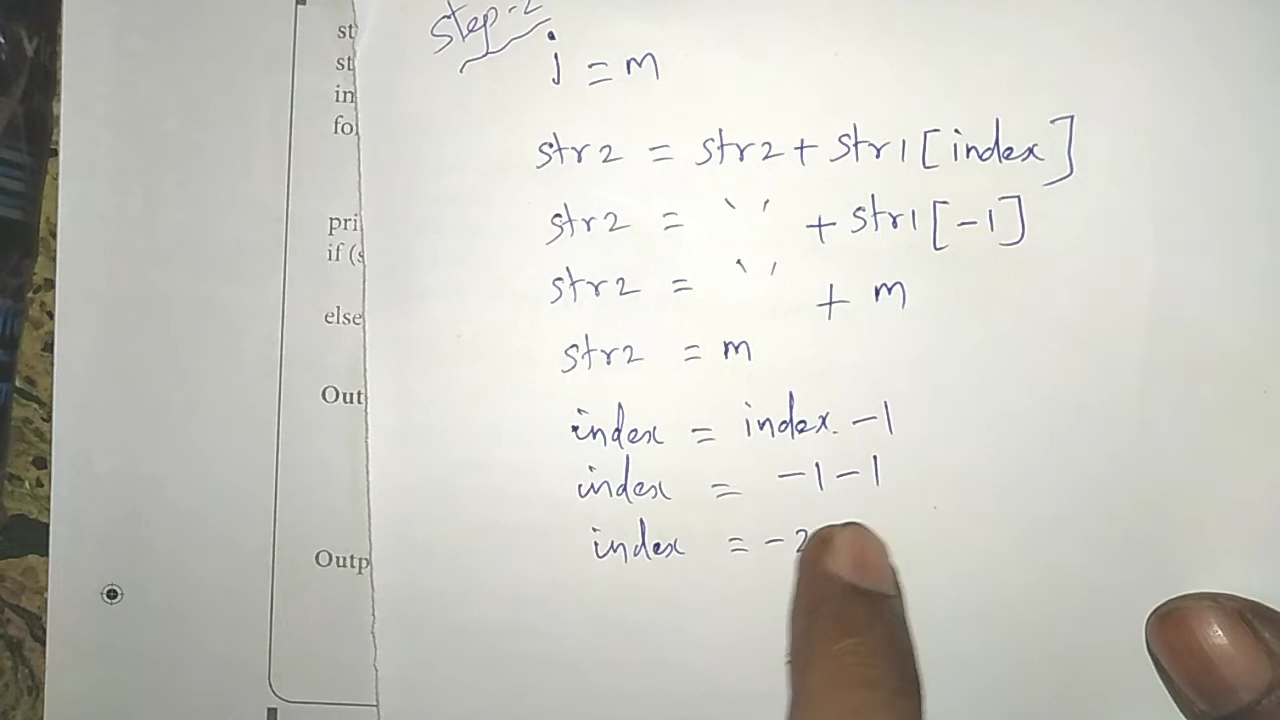 st
st
in
fo
pri
if (s
else
Out
Outp
Step-2
j = m
str2 = str2 + str1[index]
str2 = ' ' + str1[-1]
str2 = ' ' + m
str2 = m
index = index - 1
index = -1-1
index = -2